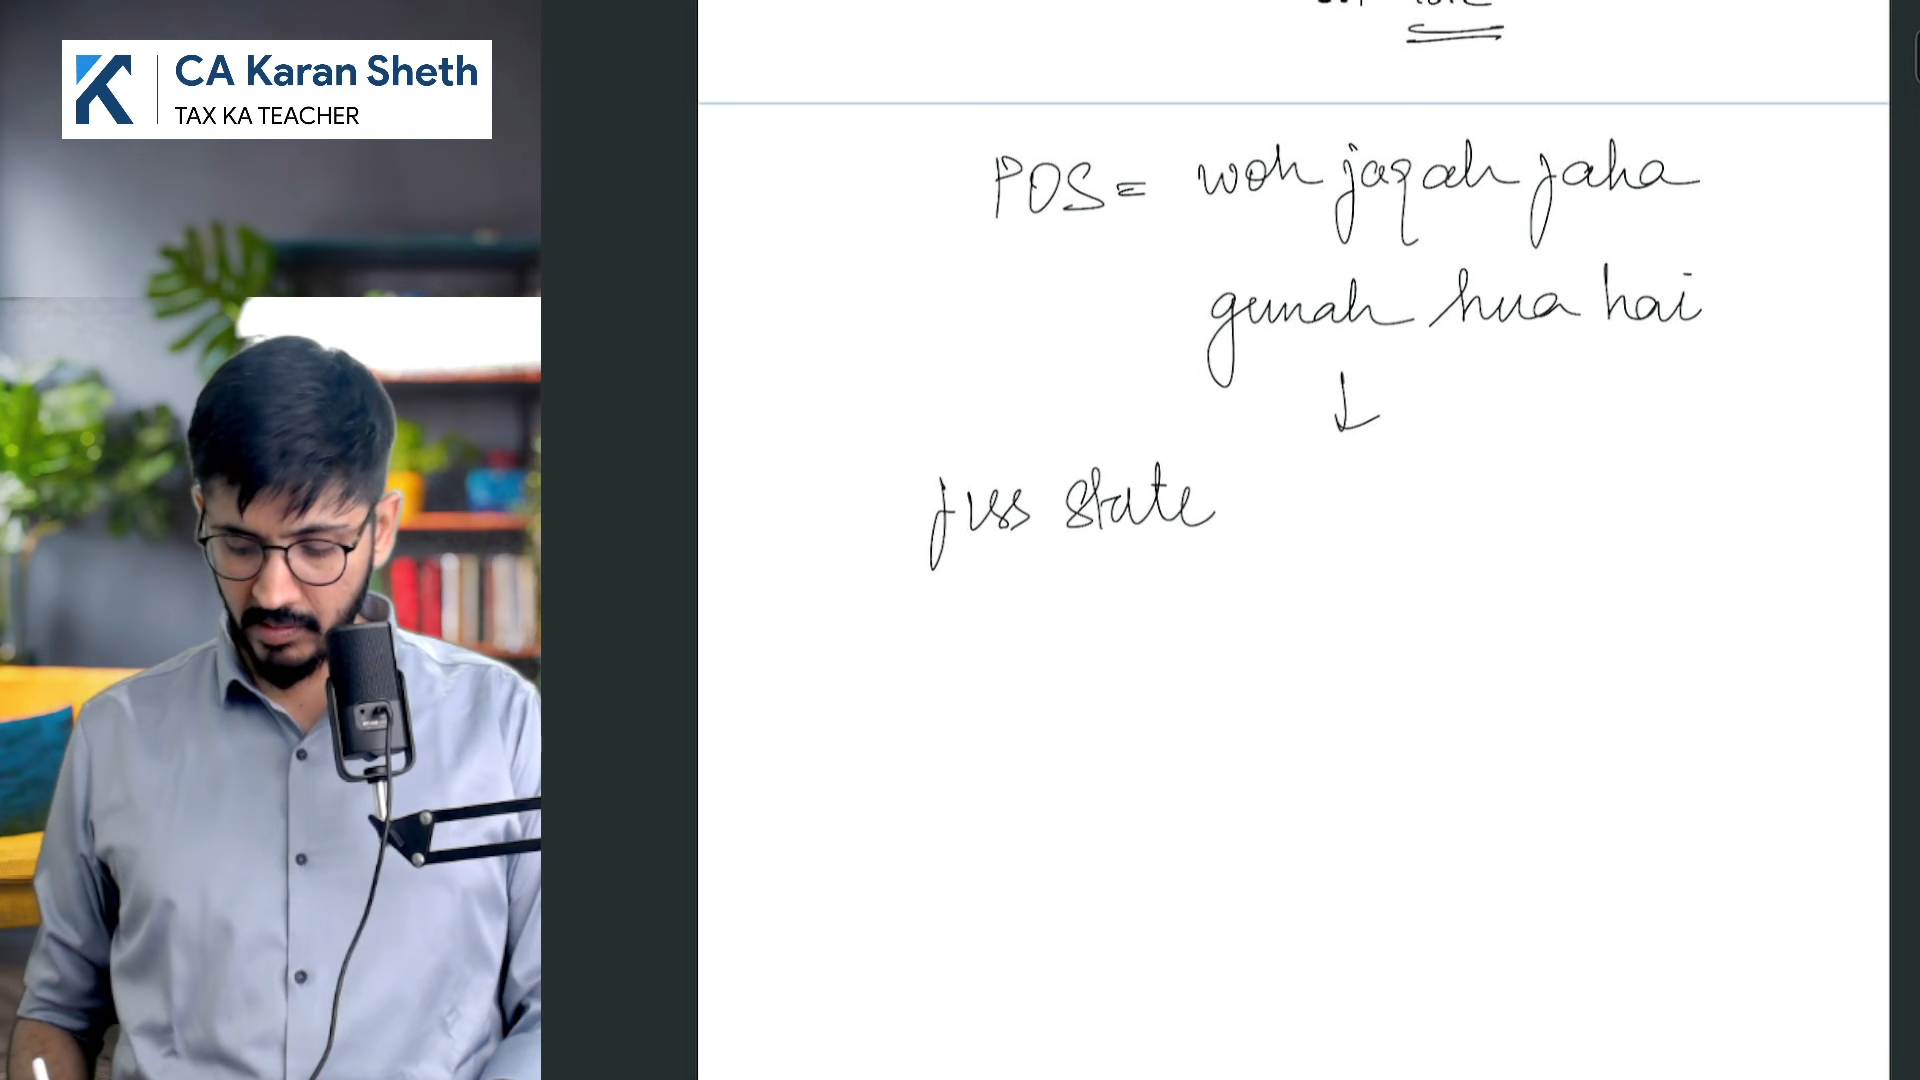 CA Karan Sheth
TAX KA TEACHER
POS = woh jagah jaha
gunah hua hai
↓
jiss state